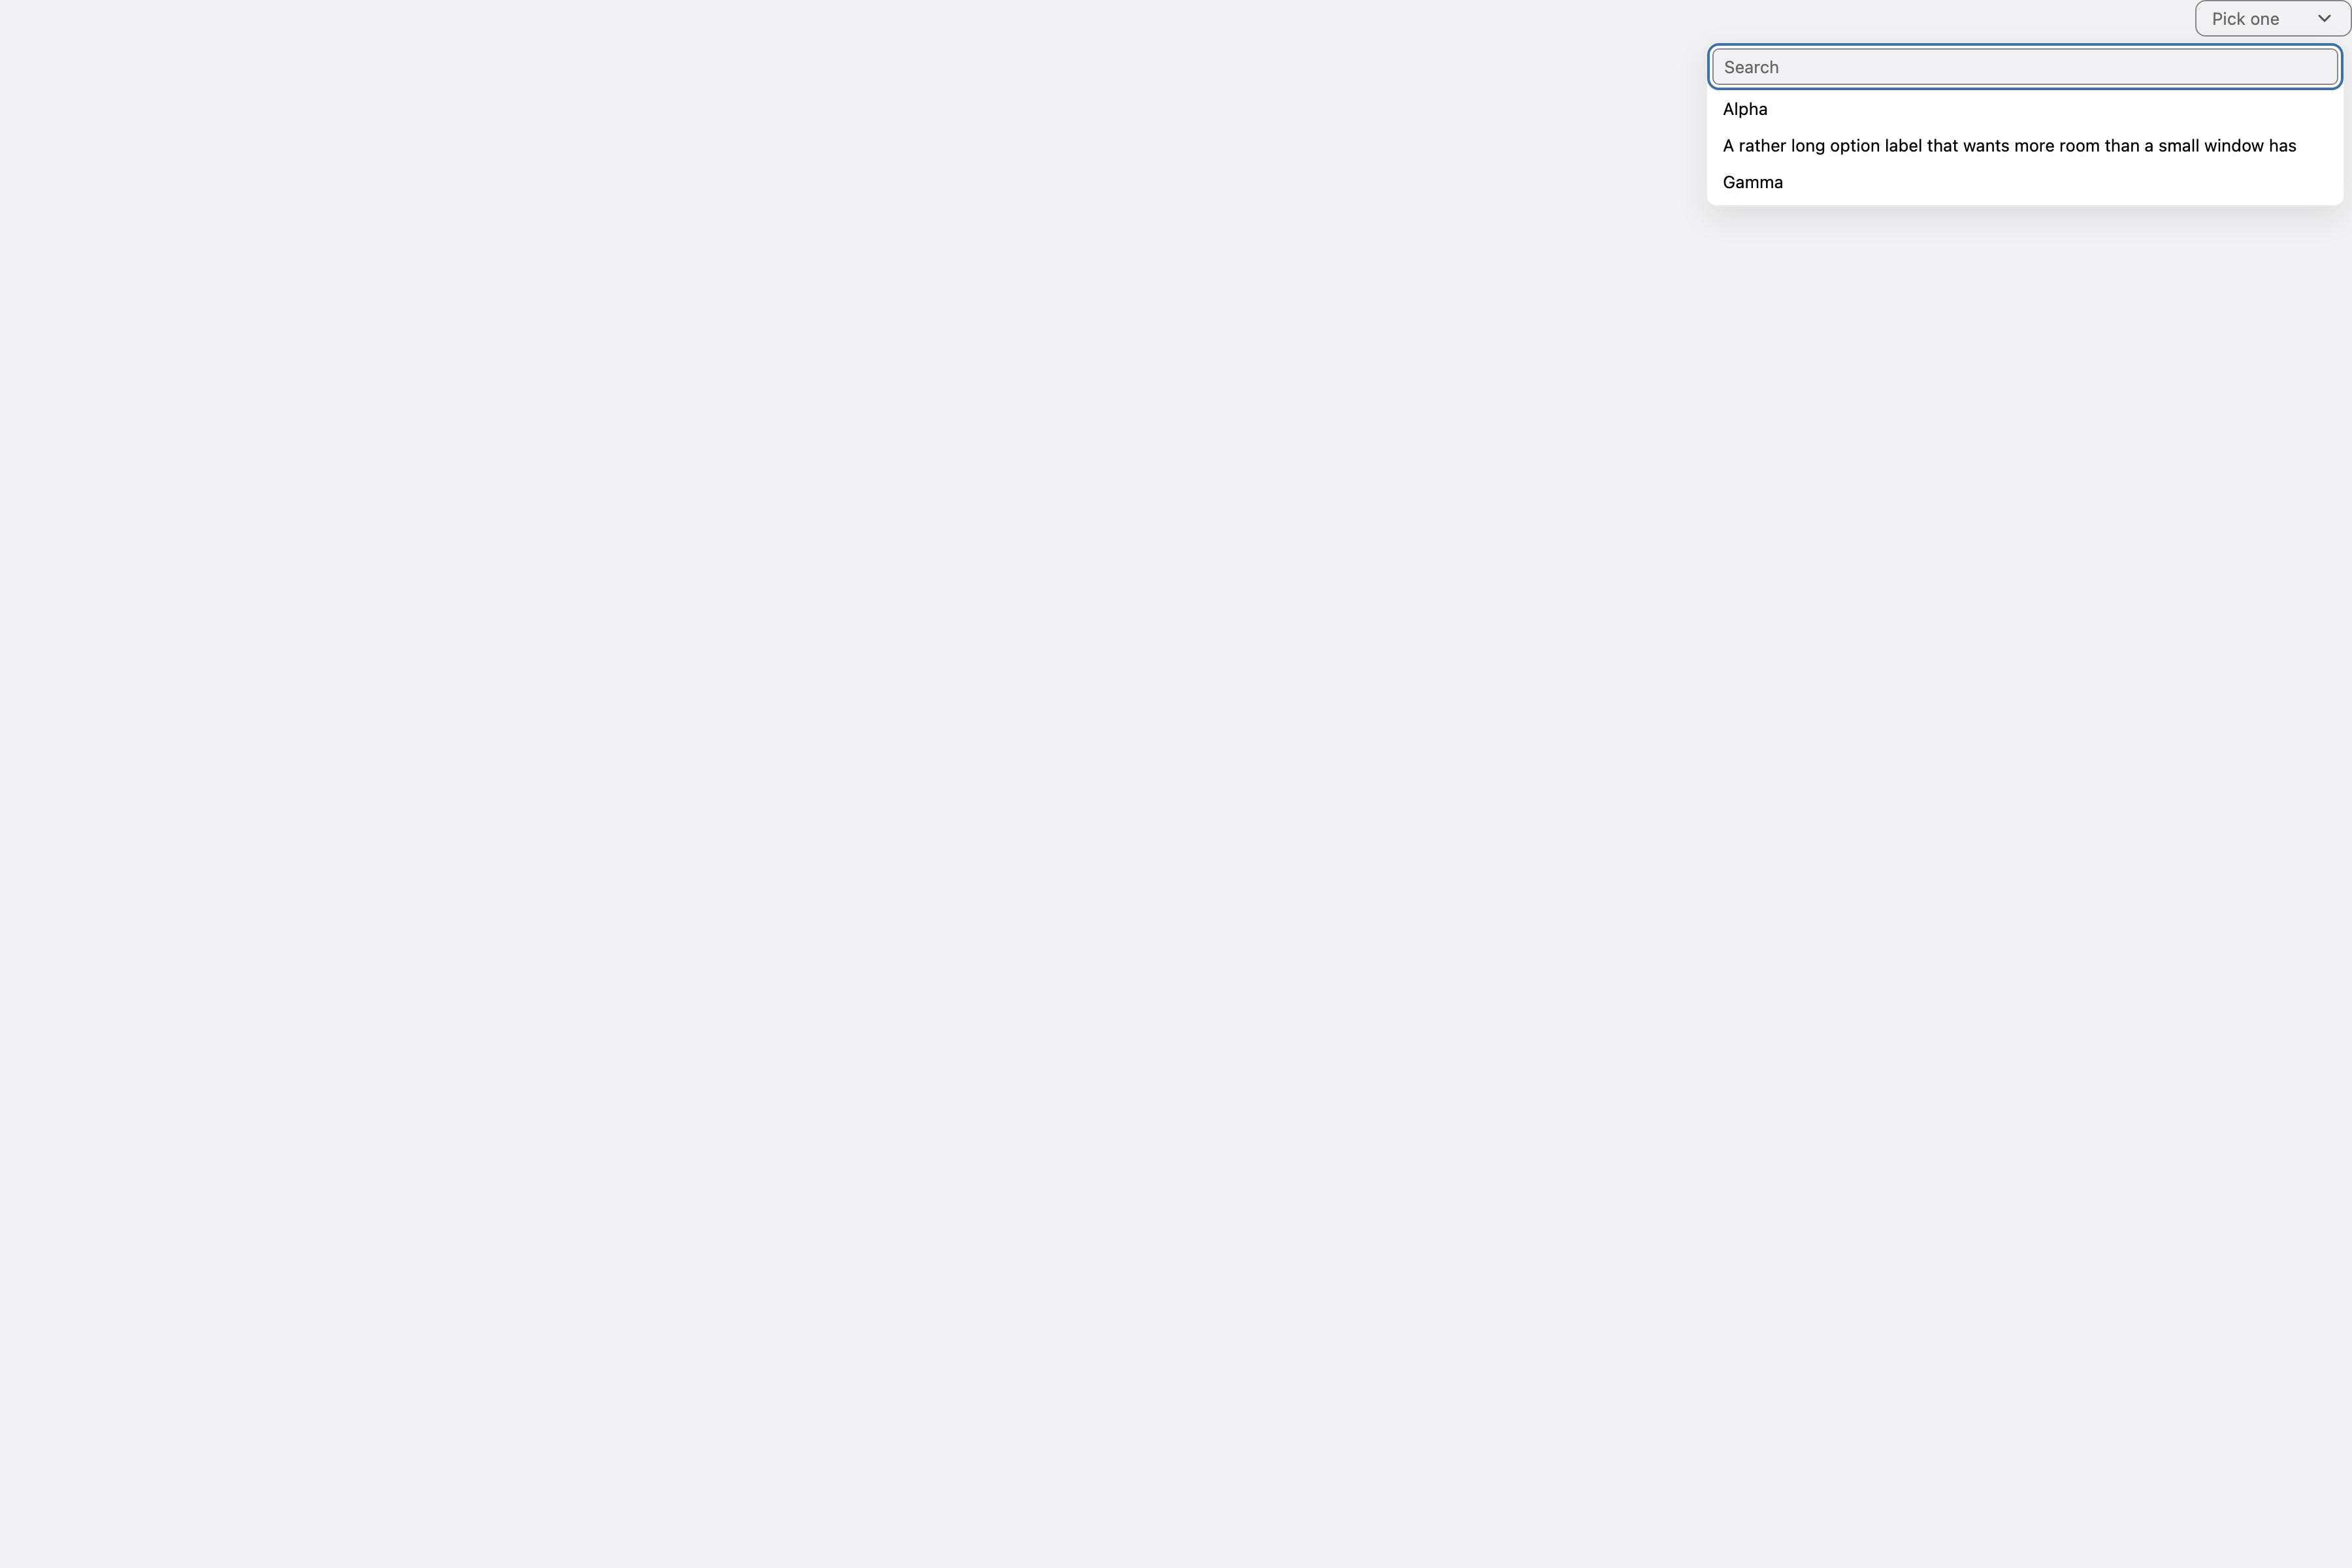 Pick one
Search
Alpha
A rather long option label that wants more room than a small window has
Gamma